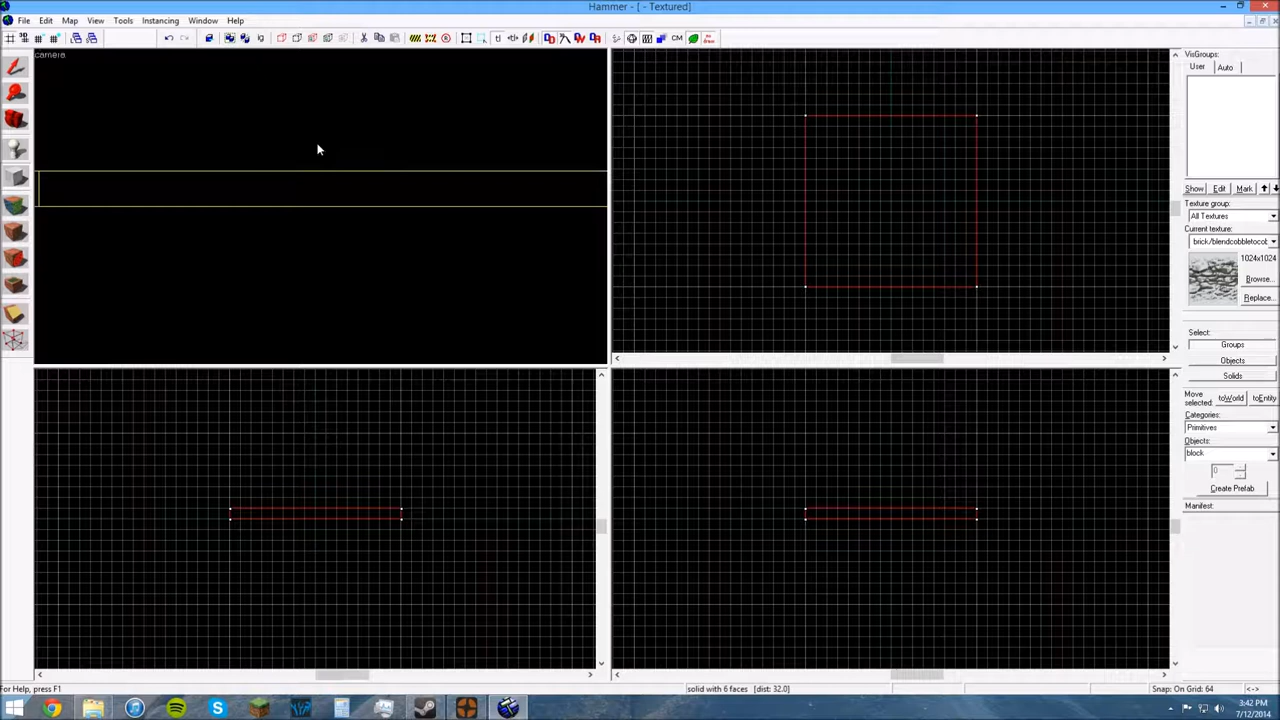 Hammer - [ - Textured]
File Edit Map View Tools Instancing Window Help
camera
VisGroups:
User Auto
Show Edit Mark
Texture group:
All Textures
Current texture:
brick/blendcobbletocob
1024x1024
Browse...
Replace...
Select:
Groups
Objects
Solids
Move selected: toWorld toEntity
Categories:
Primitives
Objects:
block
0
Create Prefab
Manifest:
For Help, press F1
solid with 6 faces [dist: 32.0]
Snap: On Grid: 64
<->
3:42 PM
7/12/2014